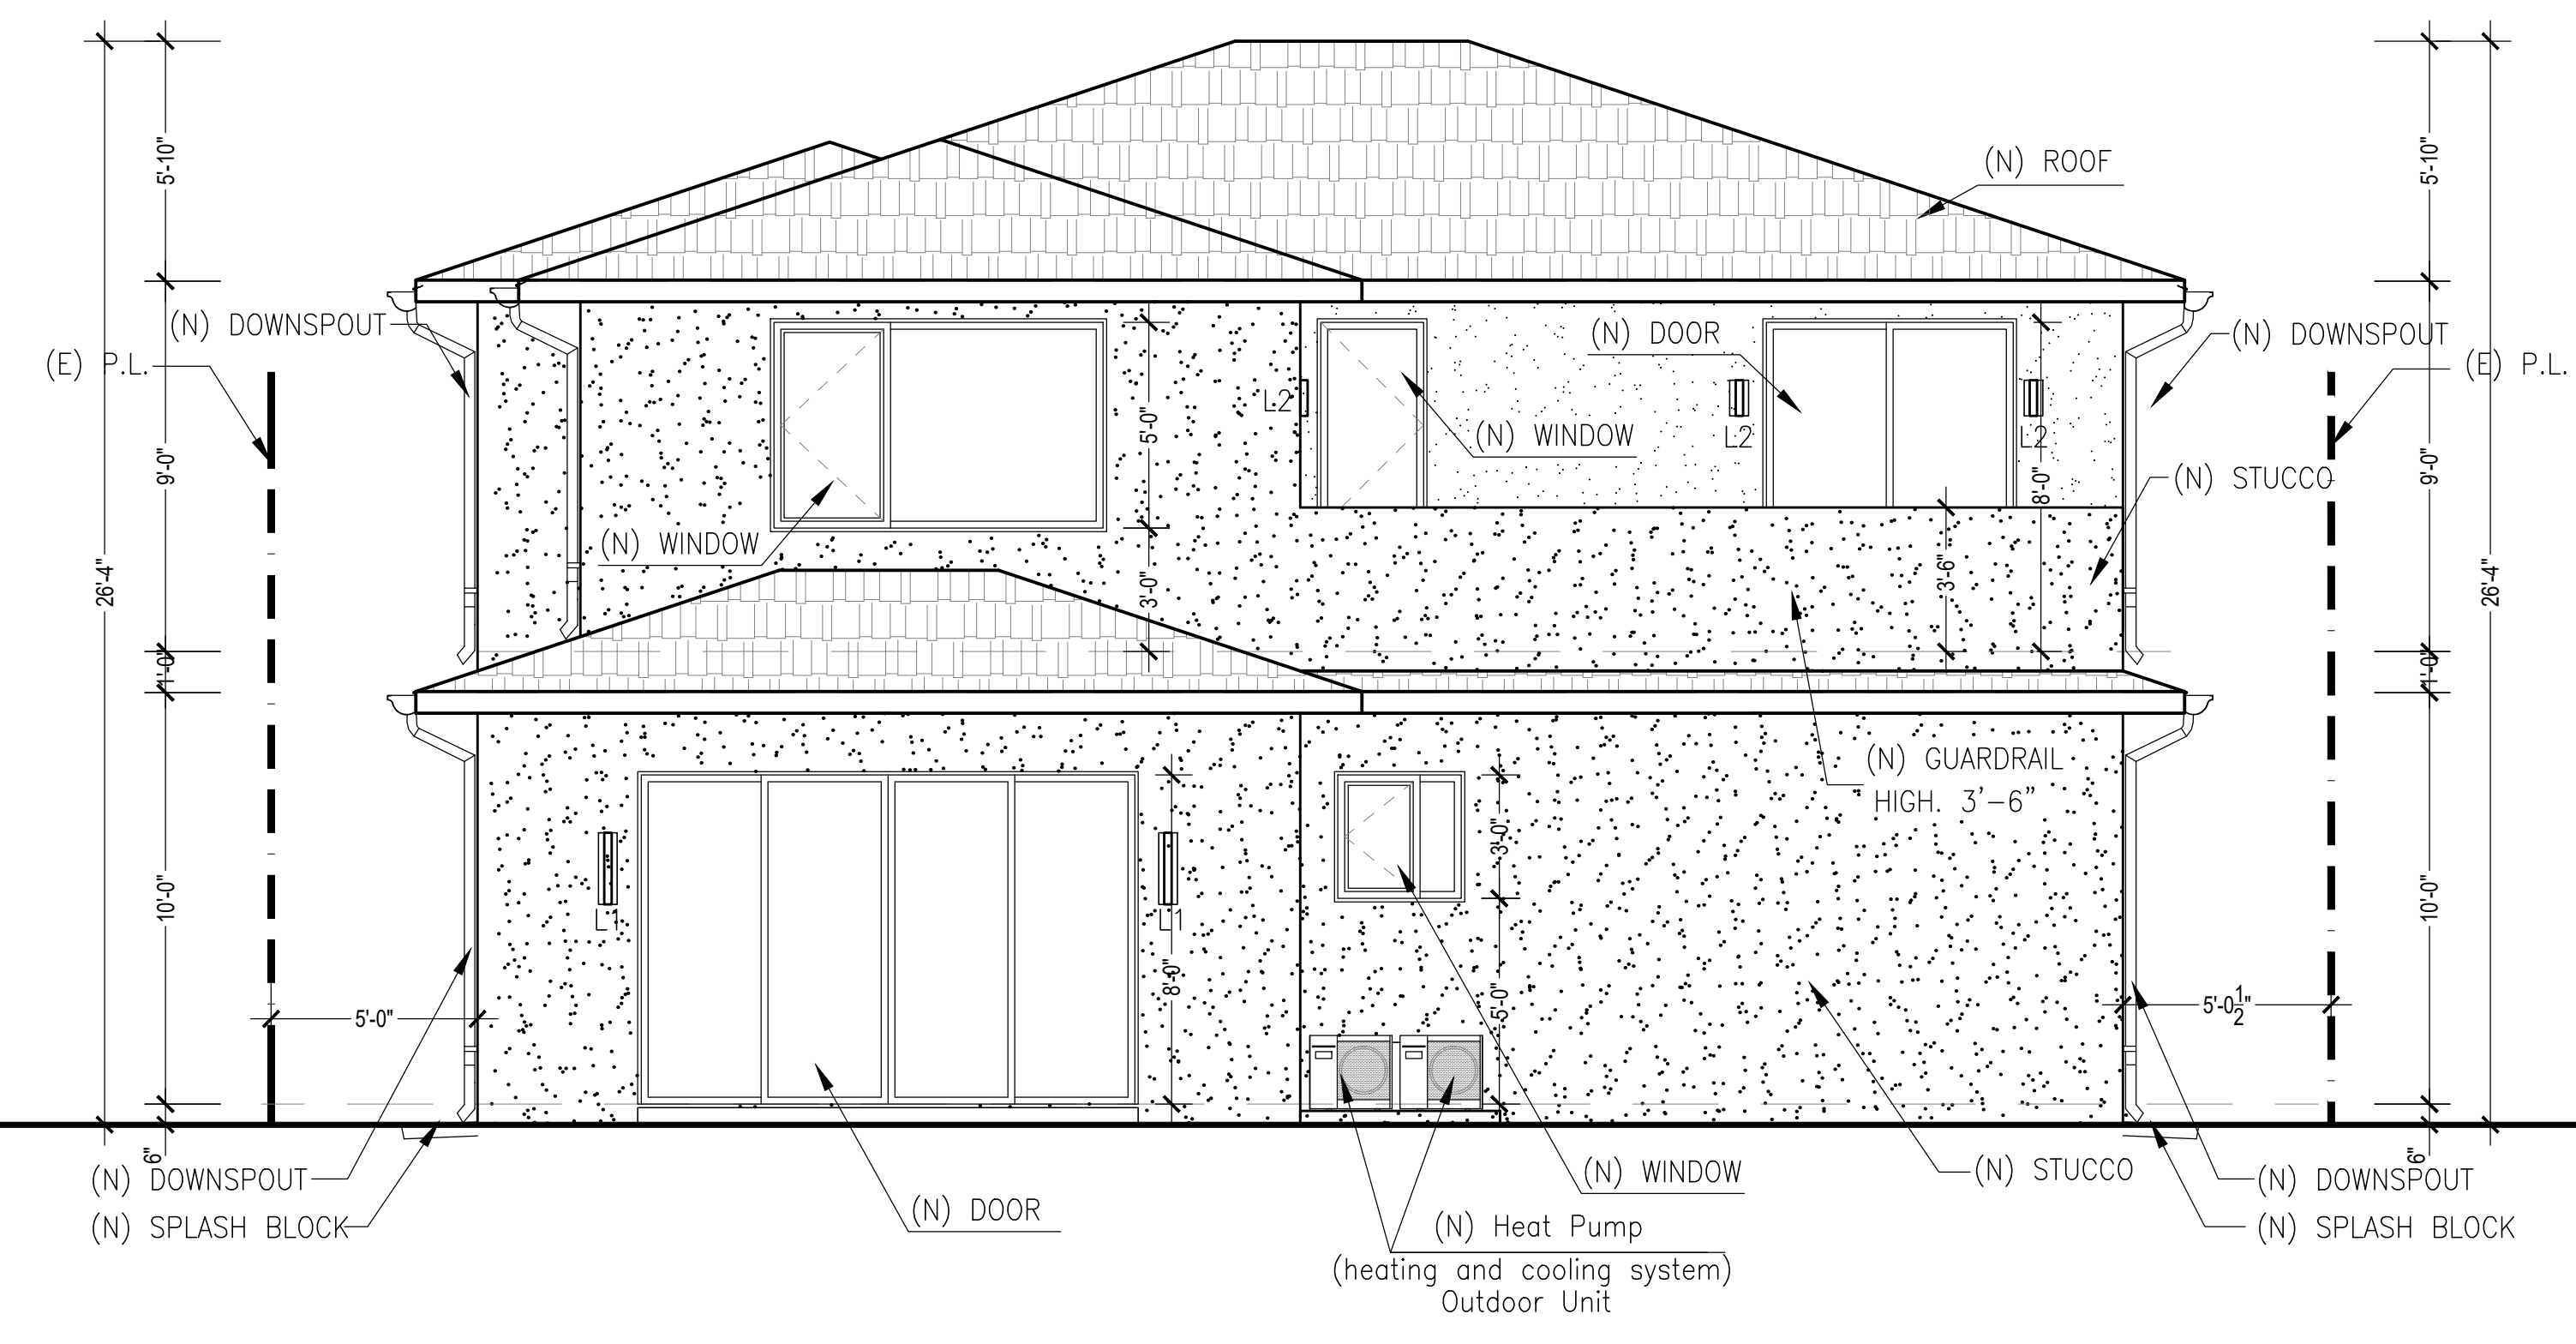 5'-10"
5'-10"
(N) ROOF
(N) DOWNSPOUT
(N) DOOR
(N) DOWNSPOUT
(E) P.L.
(E) P.L.
L2
5'-0"
(N) WINDOW
L2
L2
9'-0"
8'-0"
9'-0"
(N) STUCCO
(N) WINDOW
26'-4"
3'-0"
3'-6"
26'-4"
1'-0"
1'-0"
(N) GUARDRAIL
HIGH. 3'-6"
3'-0"
10'-0"
L1
L1
10'-0"
8'-0"
5'-0"
5'-0"
5'-0 1/2"
6"
6"
(N) DOWNSPOUT
(N) WINDOW
(N) STUCCO
(N) DOWNSPOUT
(N) SPLASH BLOCK
(N) DOOR
(N) Heat Pump
(heating and cooling system)
Outdoor Unit
(N) SPLASH BLOCK